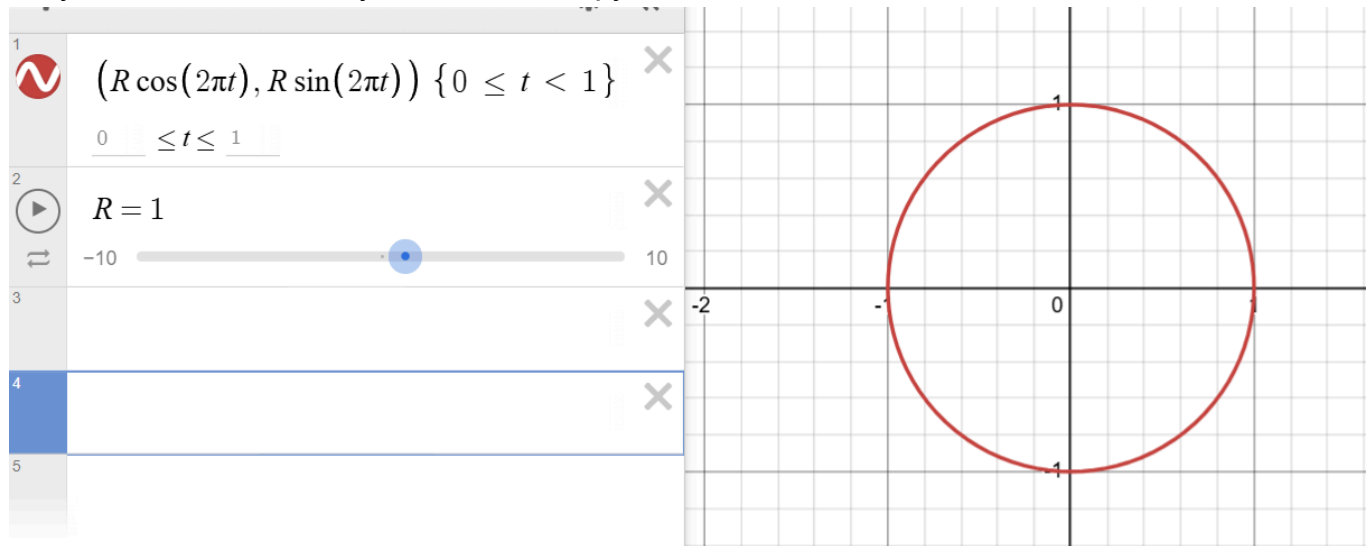 1
(R cos(2πt), R sin(2πt)) {0 ≤ t < 1}
0 ≤ t ≤ 1
2
R = 1
−10 10
3
4
5
1
-2 -1 0 1
-1